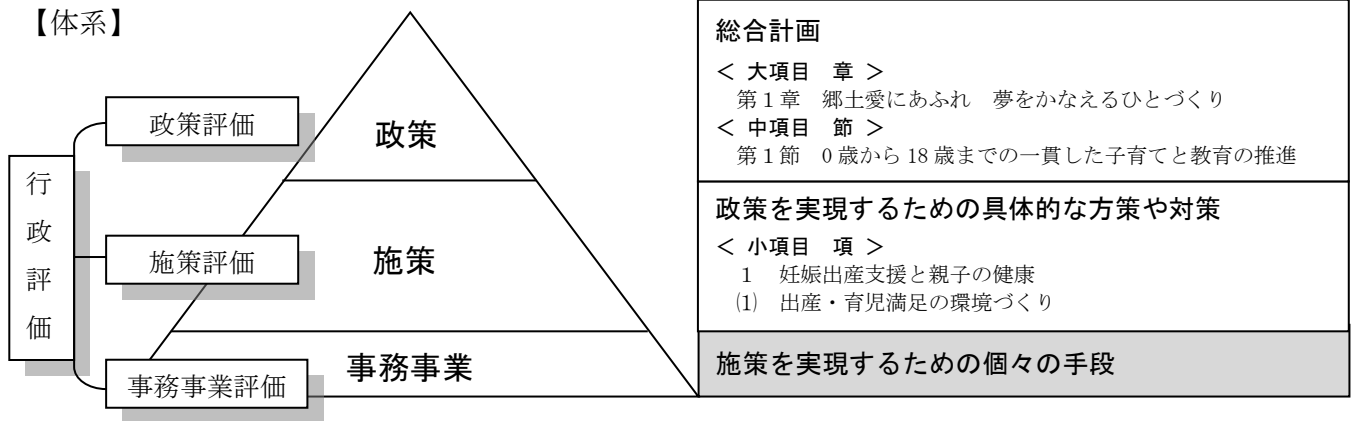 【体系】
行政評価
政策評価
施策評価
事務事業評価
政策
施策
事務事業
総合計画
＜ 大項目　章 ＞
第1章　郷土愛にあふれ　夢をかなえるひとづくり
＜ 中項目　節 ＞
第1節　0歳から18歳までの一貫した子育てと教育の推進
政策を実現するための具体的な方策や対策
＜ 小項目　項 ＞
1　妊娠出産支援と親子の健康
⑴　出産・育児満足の環境づくり
施策を実現するための個々の手段